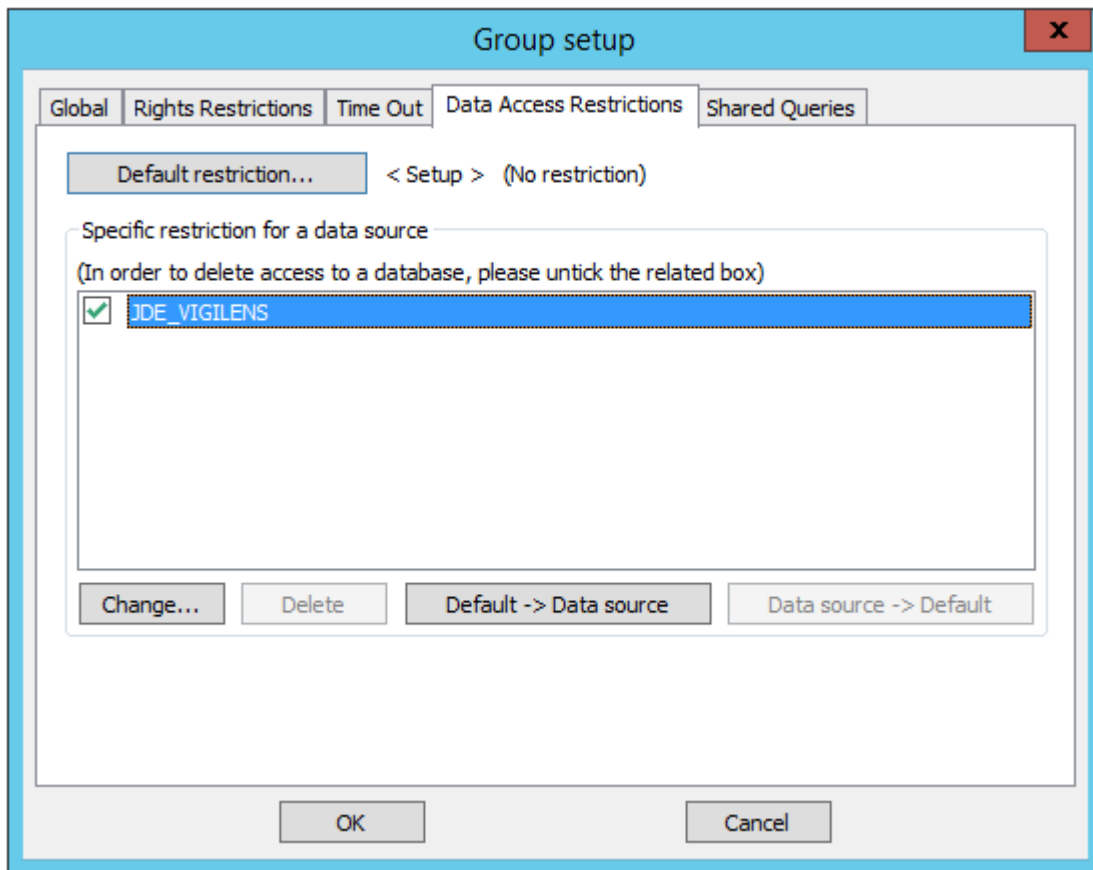 Group setup
x
Global Rights Restrictions Time Out Data Access Restrictions Shared Queries
Default restriction... < Setup > (No restriction)
Specific restriction for a data source
(In order to delete access to a database, please untick the related box)
JDE_VIGILENS
Change... Delete Default -> Data source Data source -> Default
OK Cancel